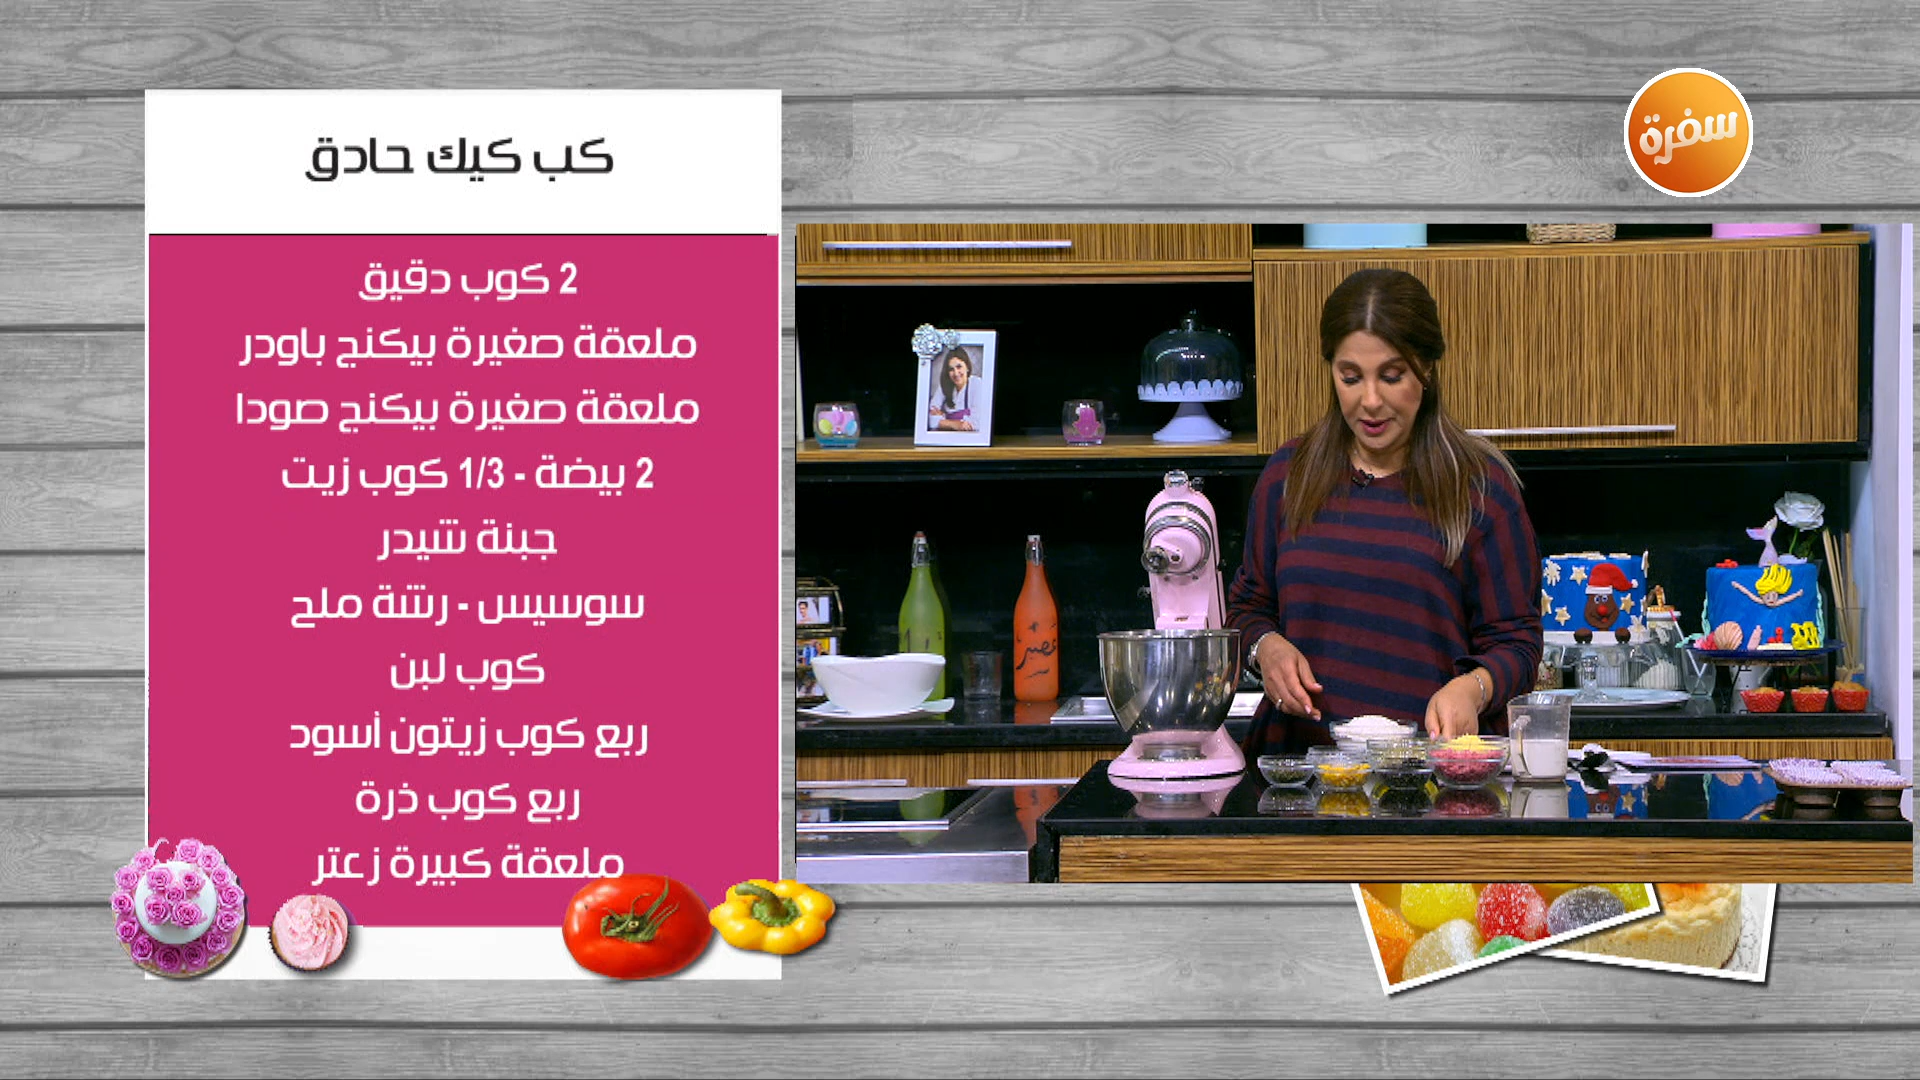 سفرة
كب كيك حادق
2 كوب دقيق
ملعقة صغيرة بيكنج باودر
ملعقة صغيرة بيكنج صودا
2 بيضة - 1/3 كوب زيت
جبنة شيدر
سوسيس - رشة ملح
كوب لبن
ربع كوب زيتون أسود
ربع كوب ذرة
ملعقة كبيرة زعتر
عصير